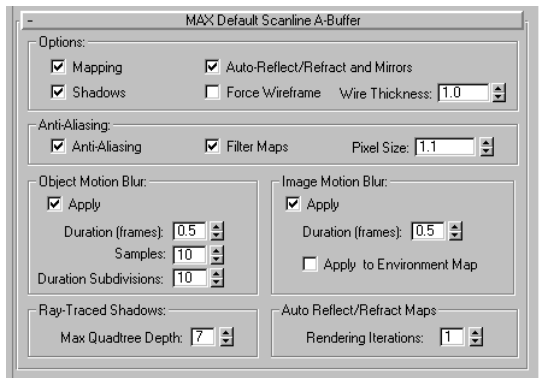 - MAX Default Scanline A-Buffer
Options:
Mapping Auto-Reflect/Refract and Mirrors
Shadows Force Wireframe Wire Thickness: 1.0
Anti-Aliasing:
Anti-Aliasing Filter Maps Pixel Size: 1.1
Object Motion Blur:
Apply
Duration (frames): 0.5
Samples: 10
Duration Subdivisions: 10
Image Motion Blur:
Apply
Duration (frames): 0.5
Apply to Environment Map
Ray-Traced Shadows:
Max Quadtree Depth: 7
Auto Reflect/Refract Maps
Rendering Iterations: 1